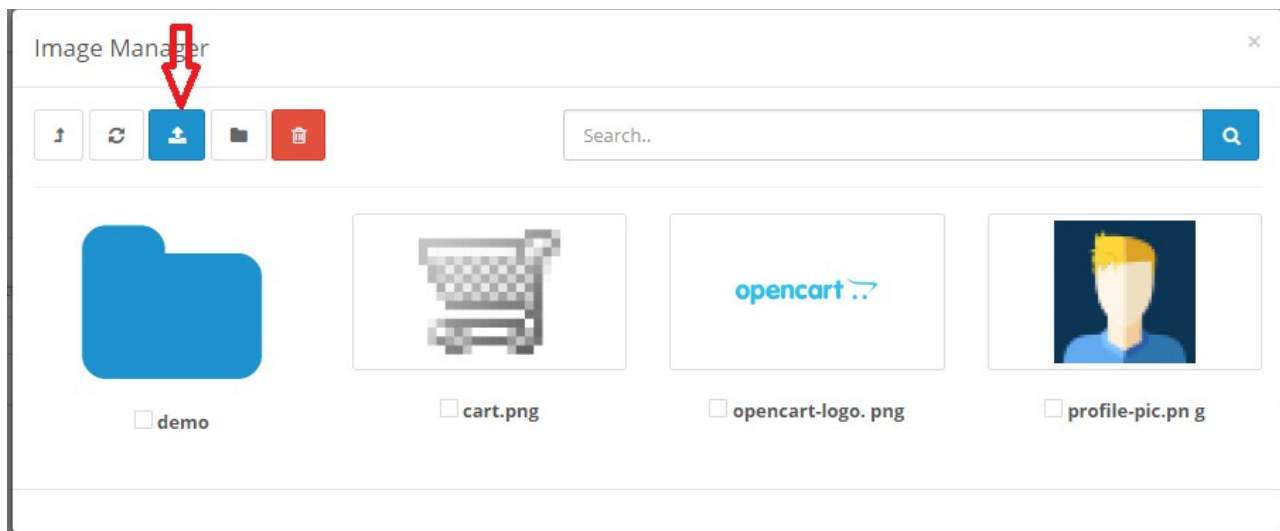 Image Manager
×
Search..
opencart
demo
cart.png
opencart-logo. png
profile-pic.pn g